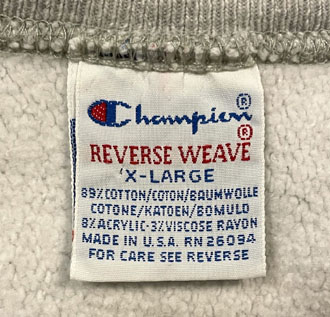 Champion®
®
REVERSE WEAVE
X-LARGE
89% COTTON/COTON/BAUMWOLLE
COTONE/KATOEN/BOMULD
8% ACRYLIC-3% VISCOSE RAYON
MADE IN U.S.A. RN 26094
FOR CARE SEE REVERSE